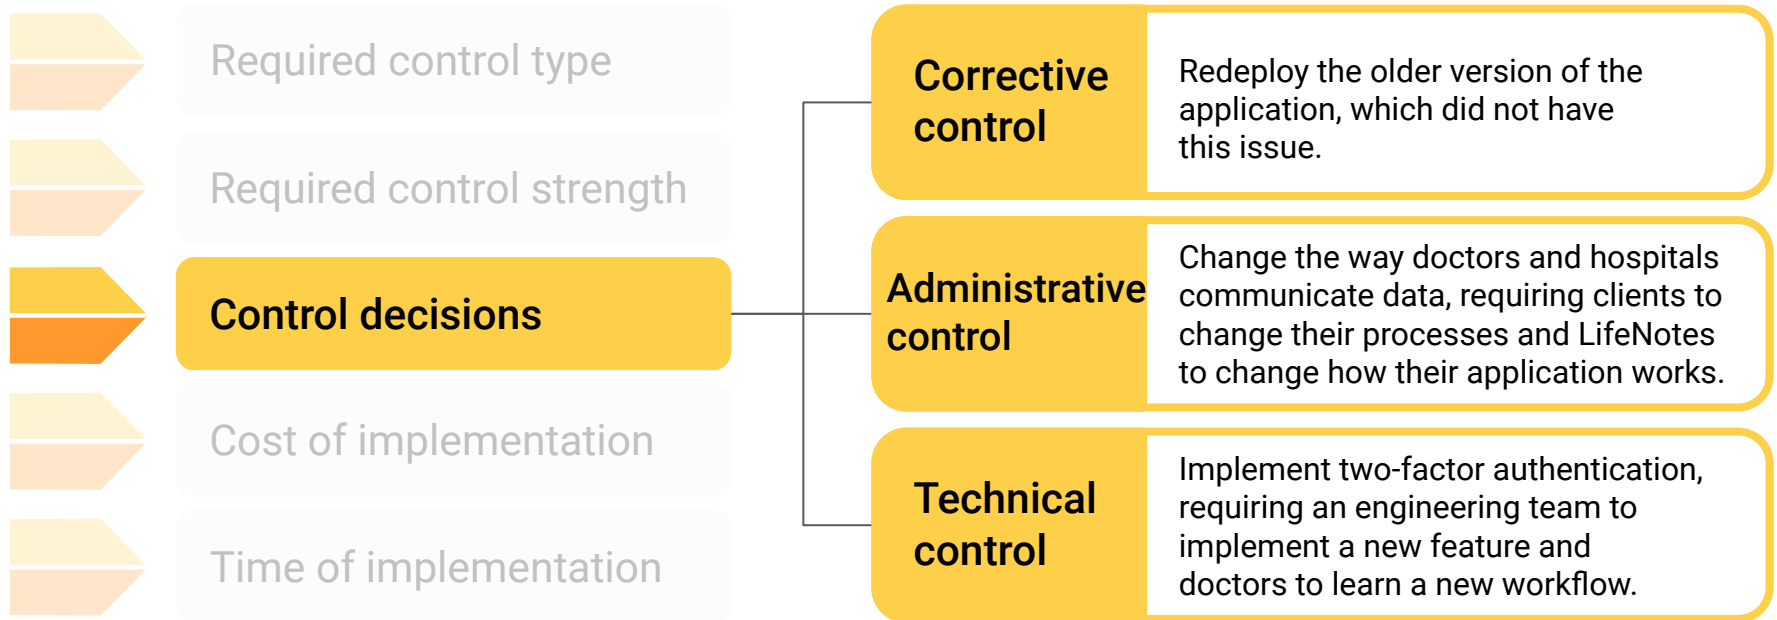 Required control type
Required control strength
Control decisions
Cost of implementation
Time of implementation
Corrective
control
Redeploy the older version of the
application, which did not have
this issue.
Administrative
control
Change the way doctors and hospitals
communicate data, requiring clients to
change their processes and LifeNotes
to change how their application works.
Technical
control
Implement two-factor authentication,
requiring an engineering team to
implement a new feature and
doctors to learn a new workflow.